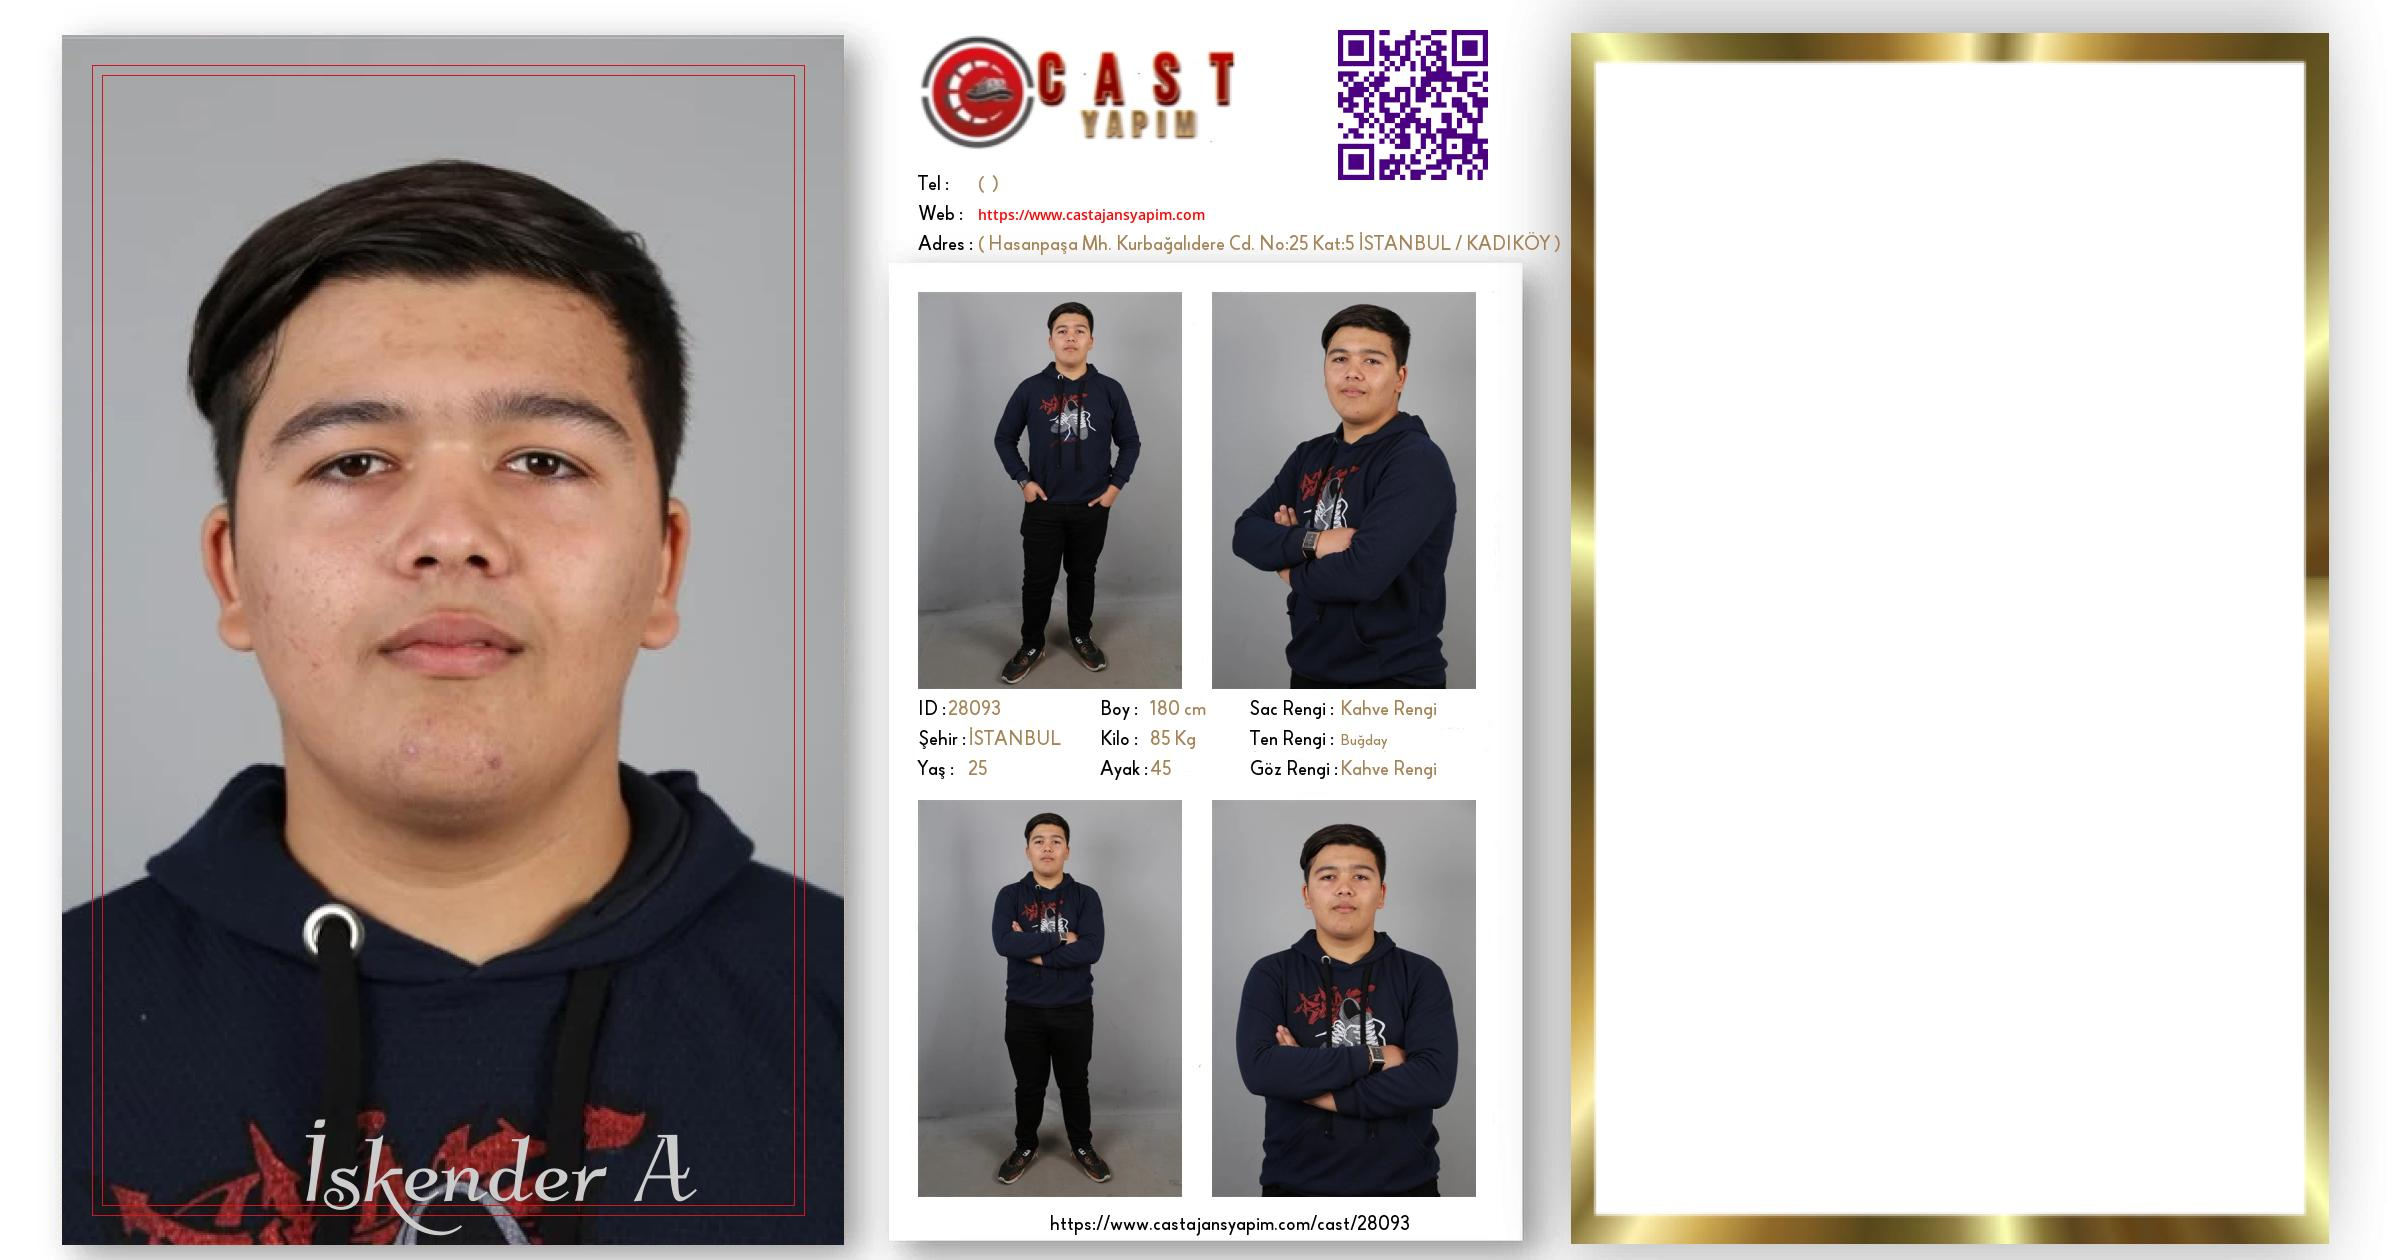 İskender A
CAST
YAPIM
Tel : ( )
Web : https://www.castajansyapim.com
Adres : ( Hasanpaşa Mh. Kurbağalıdere Cd. No:25 Kat:5 İSTANBUL / KADIKÖY )
ID : 28093 Boy : 180 cm Sac Rengi : Kahve Rengi
Şehir : İSTANBUL Kilo : 85 Kg Ten Rengi : Buğday
Yaş : 25 Ayak : 45 Göz Rengi : Kahve Rengi
https://www.castajansyapim.com/cast/28093